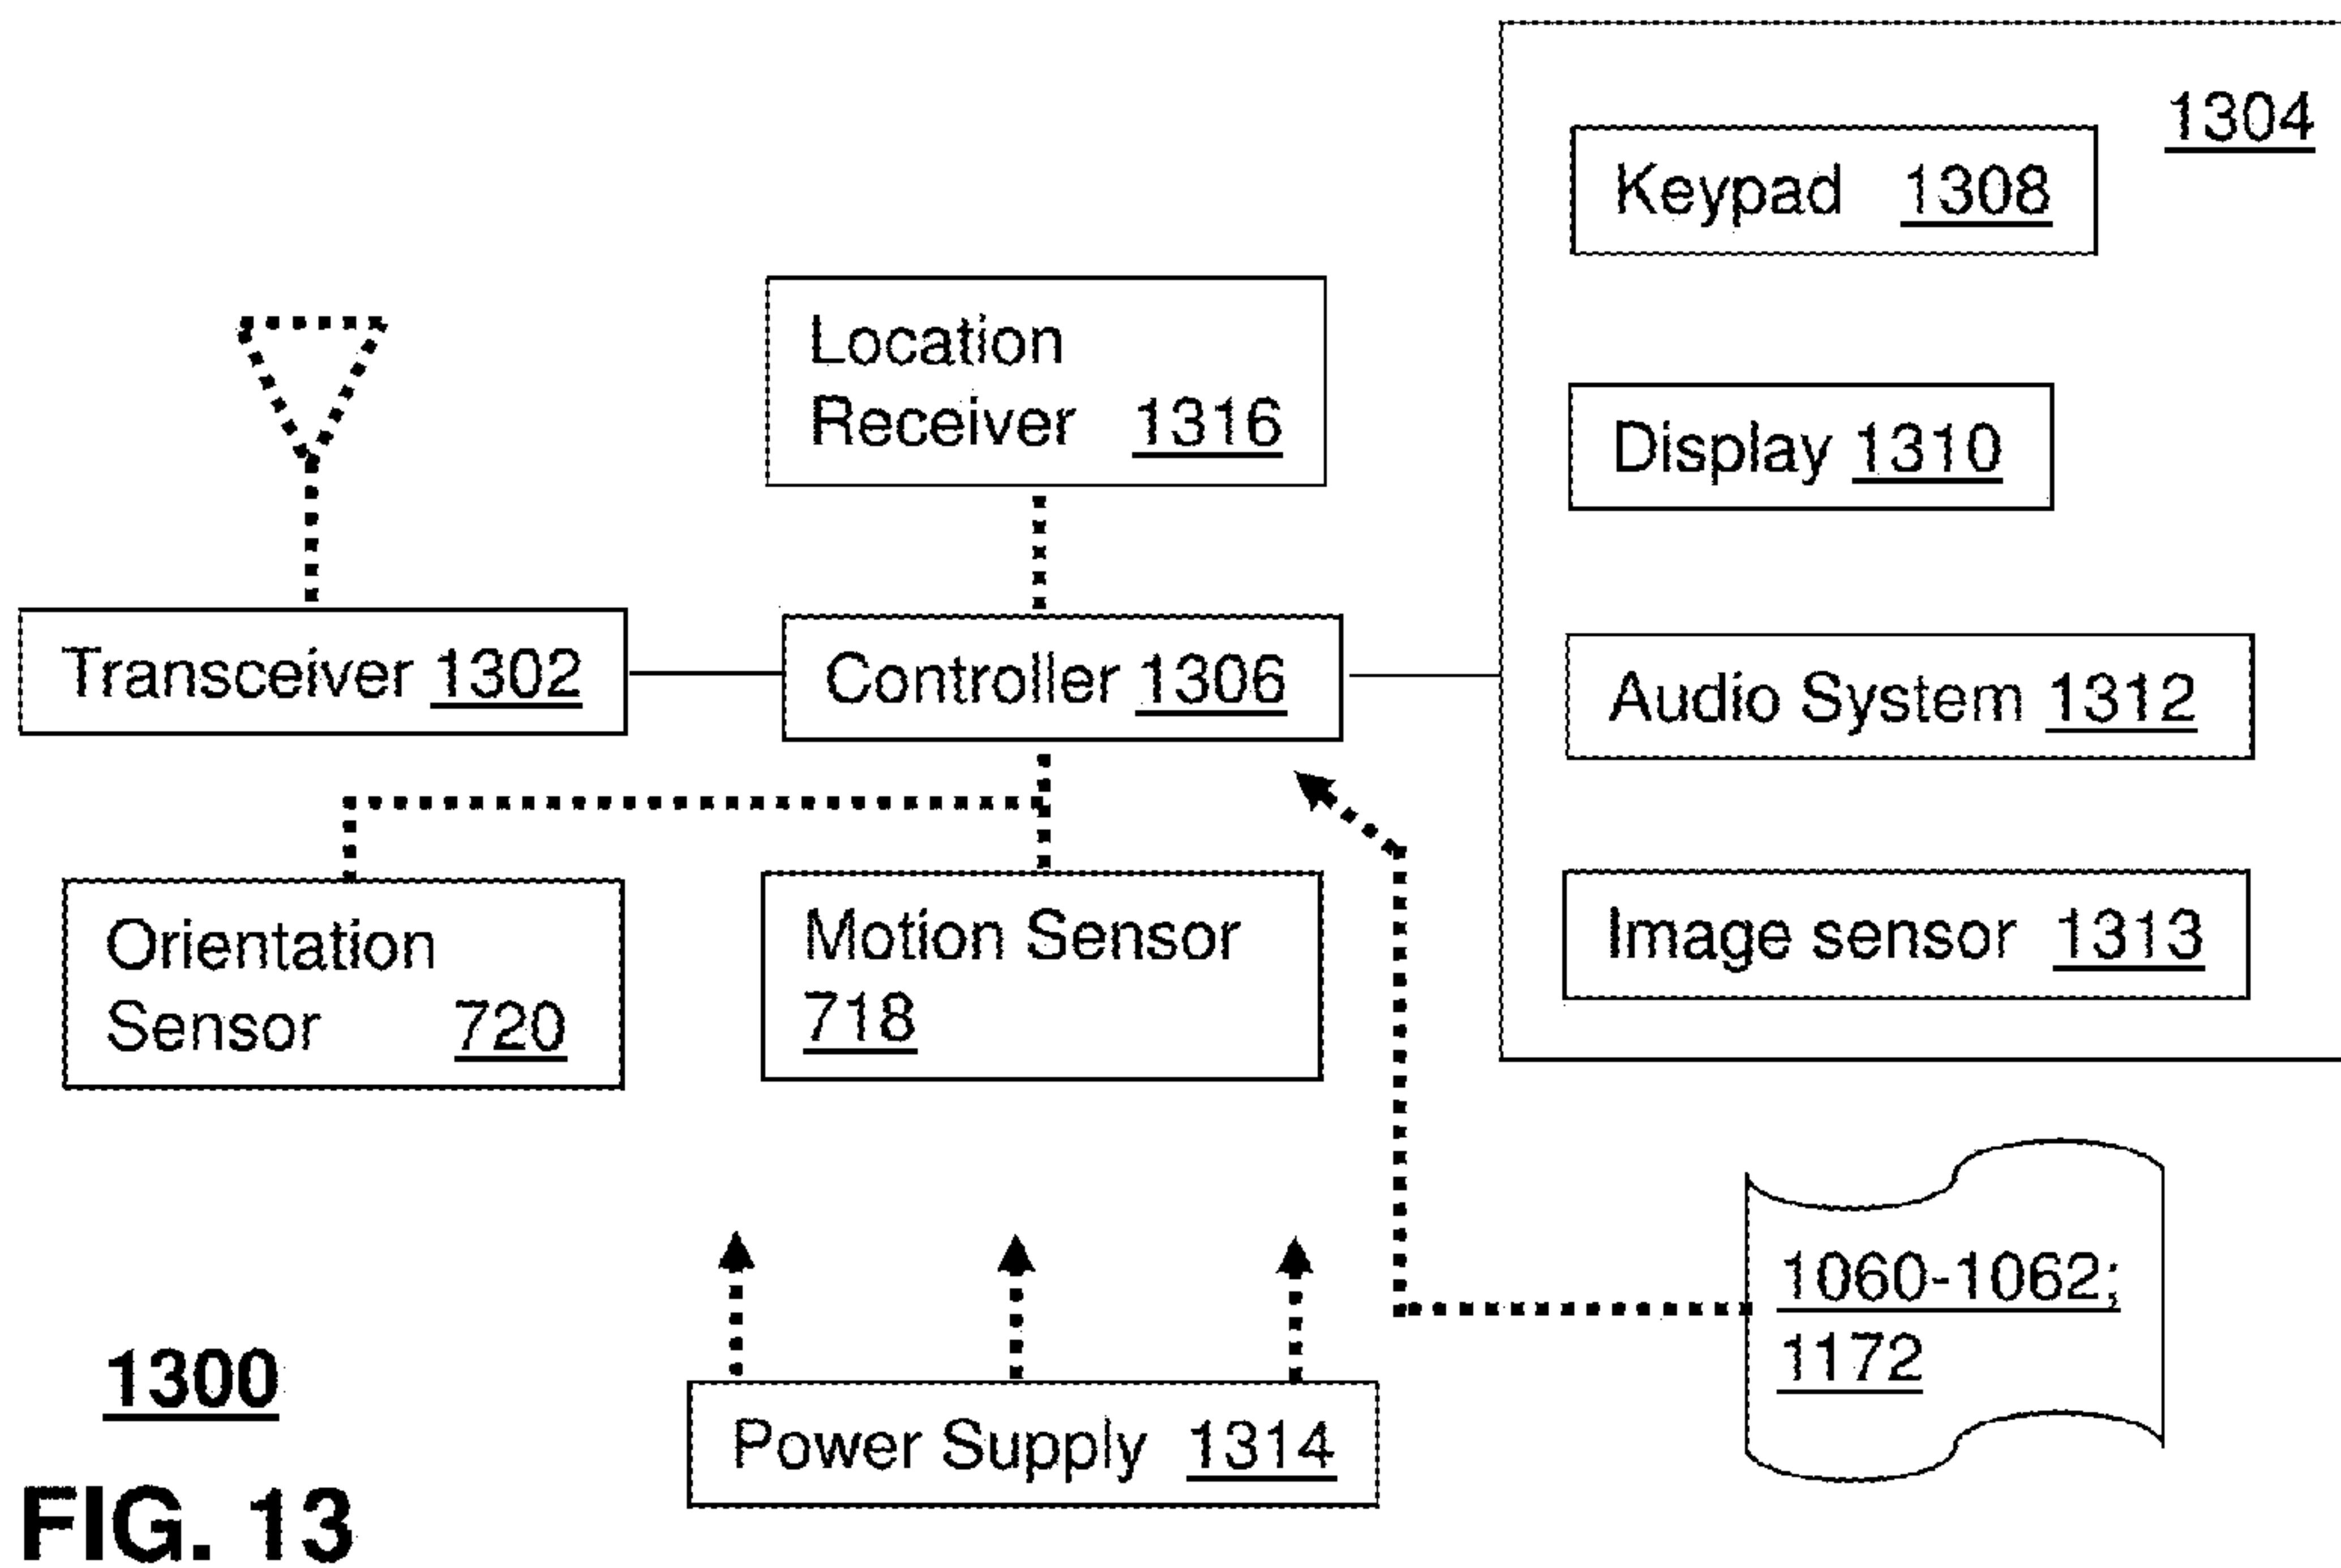 1304
Keypad 1308
Location
Receiver 1316
Display 1310
Transceiver 1302
Controller 1306
Audio System 1312
Orientation
Sensor 720
Motion Sensor
718
Image sensor 1313
1060-1062;
1172
1300
Power Supply 1314
FIG. 13